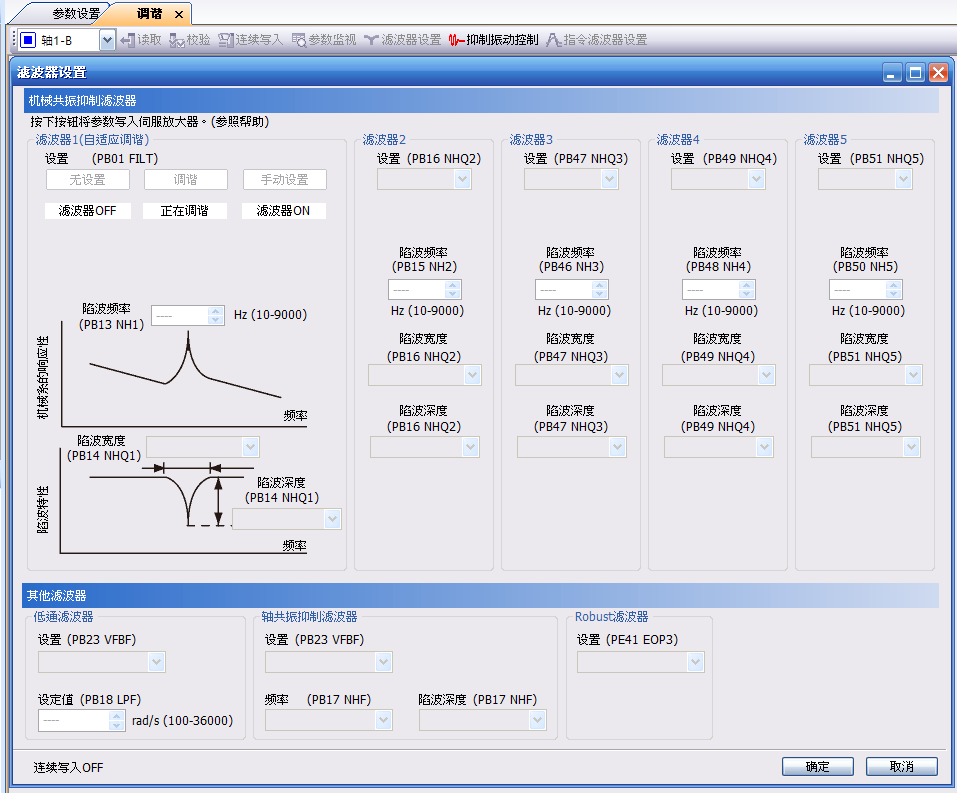 参数设置
调谐
轴1-B
读取
校验
连续写入
参数监视
滤波器设置
抑制振动控制
指令滤波器设置
滤波器设置
机械共振抑制滤波器
按下按钮将参数写入伺服放大器。(参照帮助)
滤波器1(自适应调谐)
设置 (PB01 FILT)
无设置
调谐
手动设置
滤波器OFF
正在调谐
滤波器ON
陷波频率
(PB13 NH1)
----
Hz (10-9000)
机械系的响应性
频率
陷波宽度
(PB14 NHQ1)
陷波深度
(PB14 NHQ1)
陷波特性
频率
滤波器2
设置 (PB16 NHQ2)
陷波频率
(PB15 NH2)
----
Hz (10-9000)
陷波宽度
(PB16 NHQ2)
陷波深度
(PB16 NHQ2)
滤波器3
设置 (PB47 NHQ3)
陷波频率
(PB46 NH3)
----
Hz (10-9000)
陷波宽度
(PB47 NHQ3)
陷波深度
(PB47 NHQ3)
滤波器4
设置 (PB49 NHQ4)
陷波频率
(PB48 NH4)
----
Hz (10-9000)
陷波宽度
(PB49 NHQ4)
陷波深度
(PB49 NHQ4)
滤波器5
设置 (PB51 NHQ5)
陷波频率
(PB50 NH5)
----
Hz (10-9000)
陷波宽度
(PB51 NHQ5)
陷波深度
(PB51 NHQ5)
其他滤波器
低通滤波器
设置 (PB23 VFBF)
设定值 (PB18 LPF)
----
rad/s (100-36000)
轴共振抑制滤波器
设置 (PB23 VFBF)
频率 (PB17 NHF)
陷波深度 (PB17 NHF)
Robust滤波器
设置 (PE41 EOP3)
连续写入OFF
确定
取消